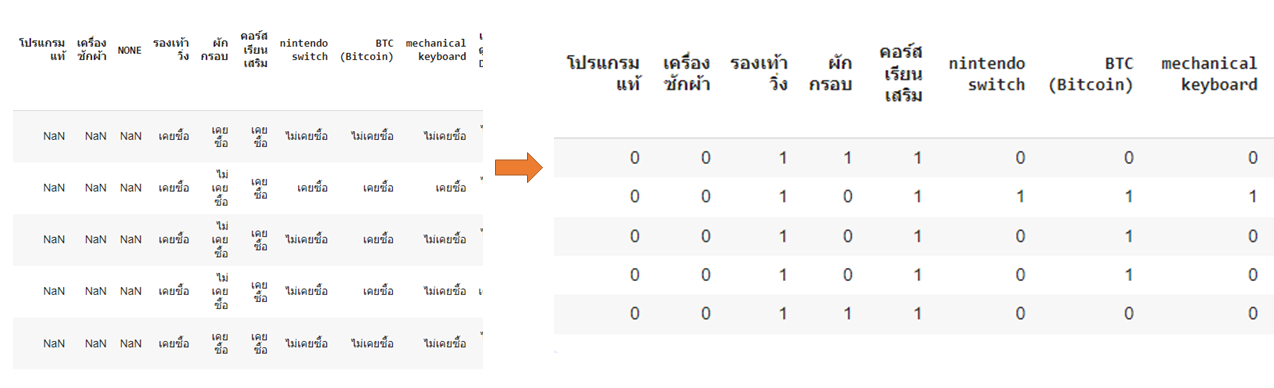 โปรแกรม เครื่อง NONE รองเท้า ผัก คอร์ส nintendo BTC mechanical
แท้ ซักผ้า วิ่ง กรอบ เรียน switch (Bitcoin) keyboard
เสริม
NaN NaN NaN เคยซื้อ เคย เคย ไม่เคยซื้อ ไม่เคยซื้อ ไม่เคยซื้อ
ซื้อ ซื้อ
NaN NaN NaN เคยซื้อ ไม่ เคย เคยซื้อ เคยซื้อ เคยซื้อ
เคย ซื้อ
ซื้อ
NaN NaN NaN เคยซื้อ ไม่ เคย ไม่เคยซื้อ เคยซื้อ ไม่เคยซื้อ
เคย ซื้อ
ซื้อ
NaN NaN NaN เคยซื้อ ไม่ เคย ไม่เคยซื้อ เคยซื้อ ไม่เคยซื้อ
เคย ซื้อ
ซื้อ
NaN NaN NaN เคยซื้อ เคย เคย ไม่เคยซื้อ ไม่เคยซื้อ ไม่เคยซื้อ
ซื้อ ซื้อ
โปรแกรม เครื่อง รองเท้า ผัก คอร์ส nintendo BTC mechanical
แท้ ซักผ้า วิ่ง กรอบ เรียน switch (Bitcoin) keyboard
เสริม
0 0 1 1 1 0 0 0
0 0 1 0 1 1 1 1
0 0 1 0 1 0 1 0
0 0 1 0 1 0 1 0
0 0 1 1 1 0 0 0